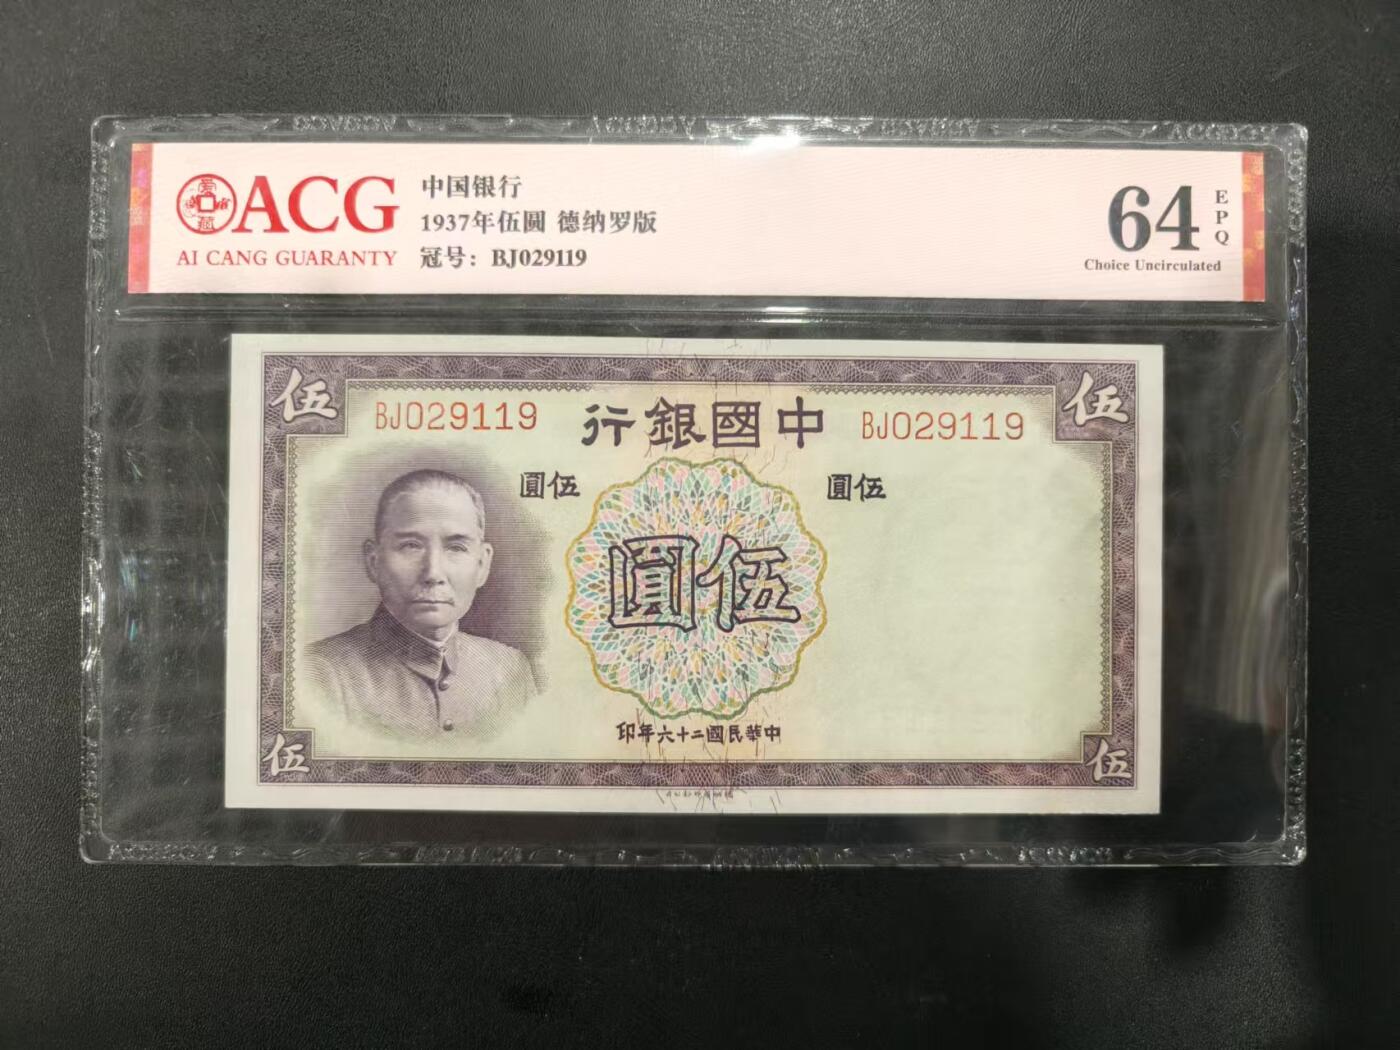 ACG
AI CANG GUARANTY
中国银行
1937年伍圆 德纳罗版
冠号：BJ029119
64
EPQ
Choice Uncirculated
伍
伍
BJ029119
行銀國中
BJ029119
圓伍
圓伍
圓伍
印年六十二國民華中
伍
伍